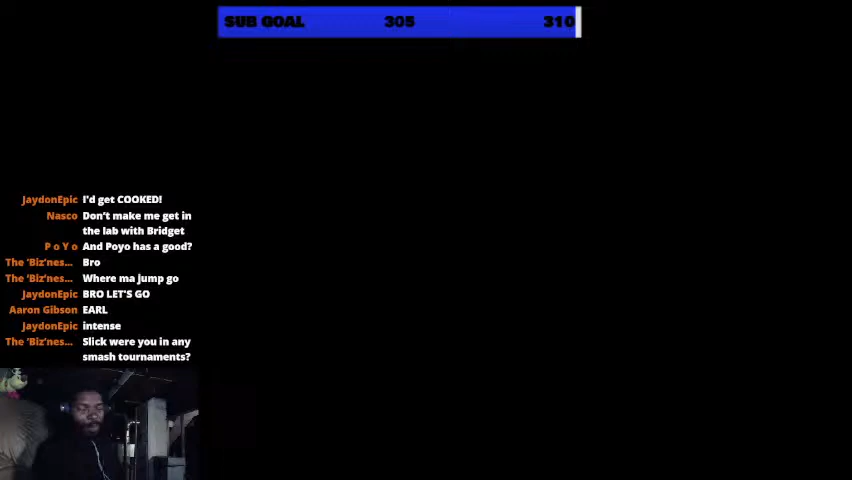 SUB GOAL 305 310
JaydonEpic I'd get COOKED!
Nasco Don't make me get in
the lab with Bridget
P o Y o And Poyo has a good?
The 'Biz'nes... Bro
The 'Biz'nes... Where ma jump go
JaydonEpic BRO LET'S GO
Aaron Gibson EARL
JaydonEpic intense
The 'Biz'nes... Slick were you in any
smash tournaments?